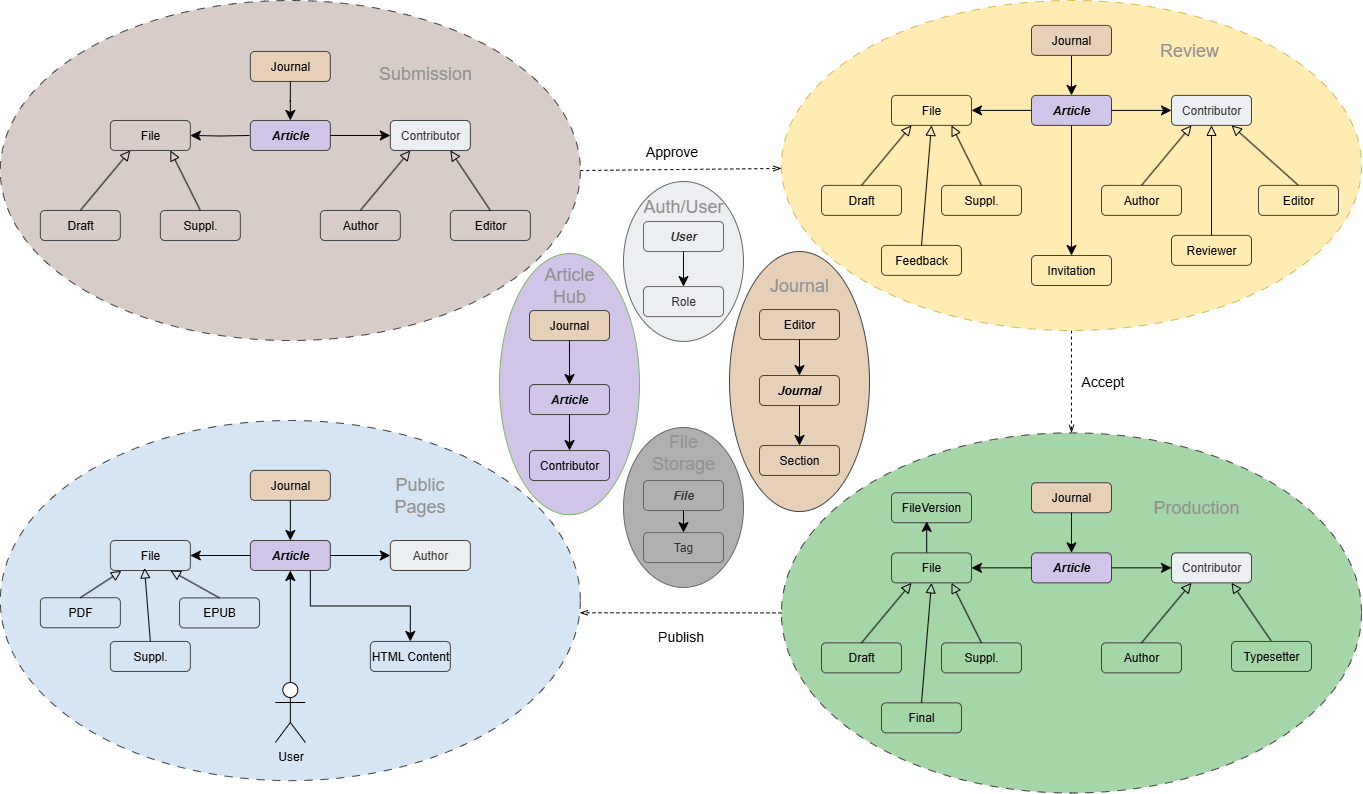 Submission
Journal
File
Article
Contributor
Draft
Suppl.
Author
Editor
Approve
Review
Journal
File
Article
Contributor
Draft
Suppl.
Author
Editor
Feedback
Invitation
Reviewer
Auth/User
User
Role
Article
Hub
Journal
Article
Contributor
Journal
Editor
Journal
Section
File
Storage
File
Tag
Accept
Public
Pages
Journal
File
Article
Author
PDF
EPUB
Suppl.
HTML Content
User
Publish
Production
FileVersion
Journal
File
Article
Contributor
Draft
Suppl.
Author
Typesetter
Final